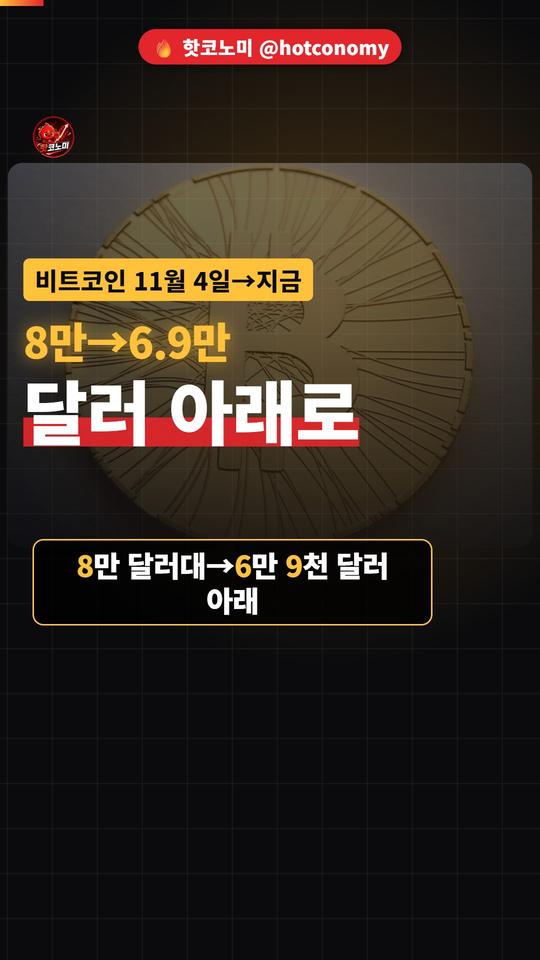 🔥 핫코노미 @hotconomy
핫코노미
비트코인 11월 4일→지금
8만→6.9만
달러 아래로
8만 달러대→6만 9천 달러
아래